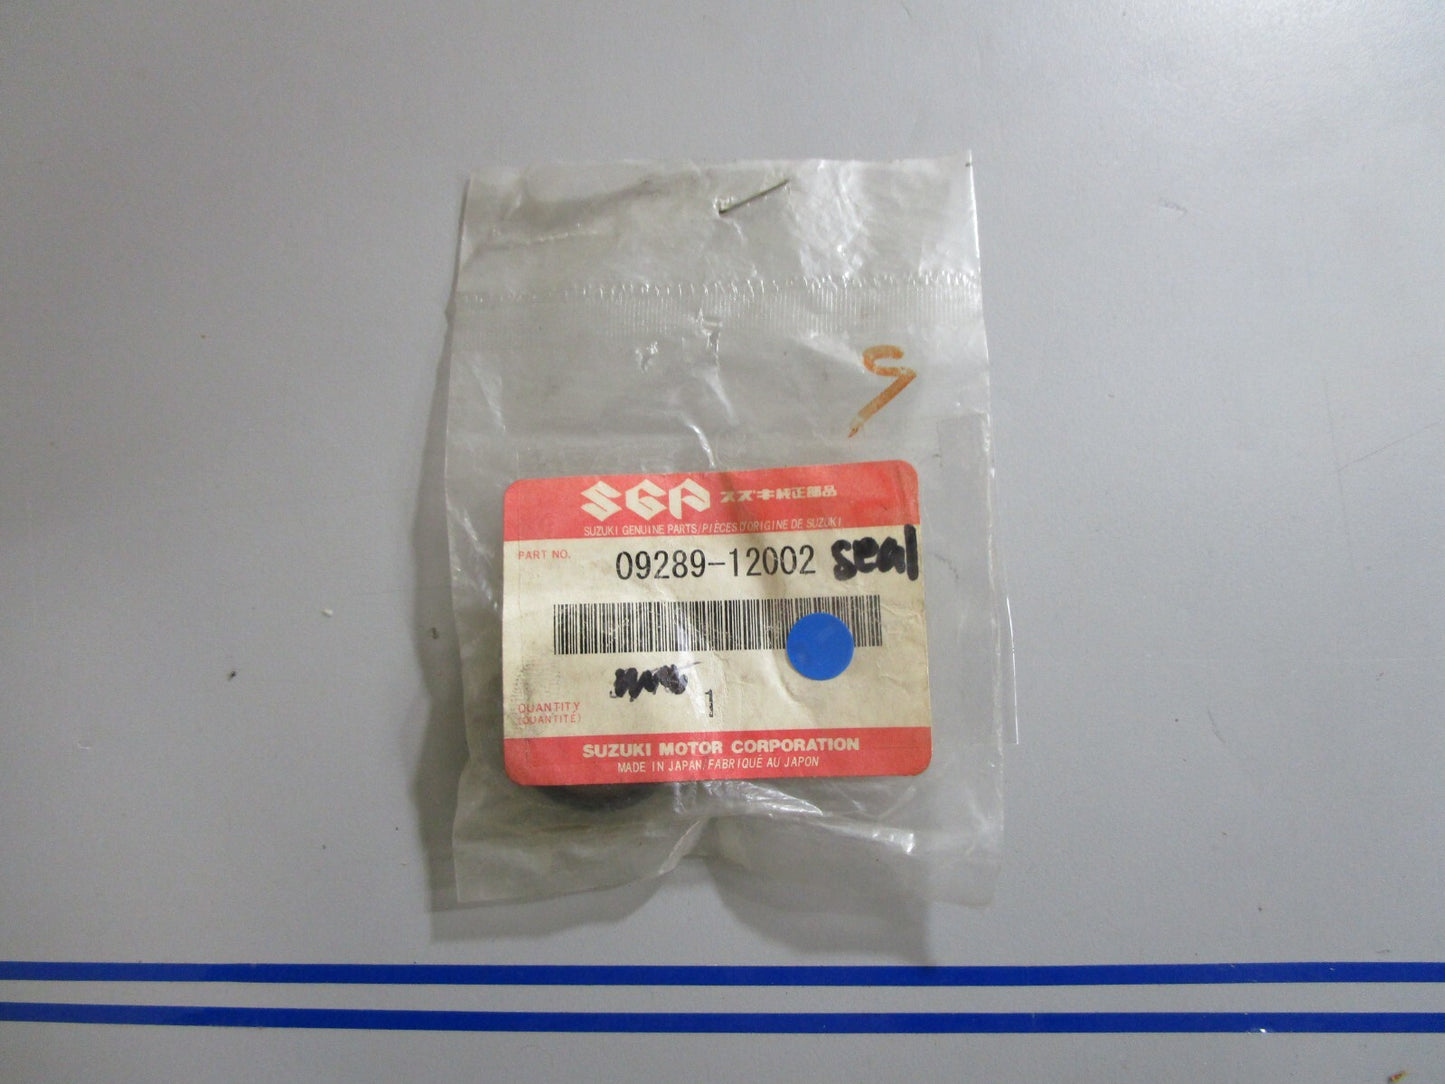 SGP スズキ純正部品
SUZUKI GENUINE PARTS/PIÈCES D'ORIGINE DE SUZUKI
PART NO. 09289-12002 seal
QUANTITY 1
(QUANTITÉ)
SUZUKI MOTOR CORPORATION
MADE IN JAPAN/FABRIQUÉ AU JAPON